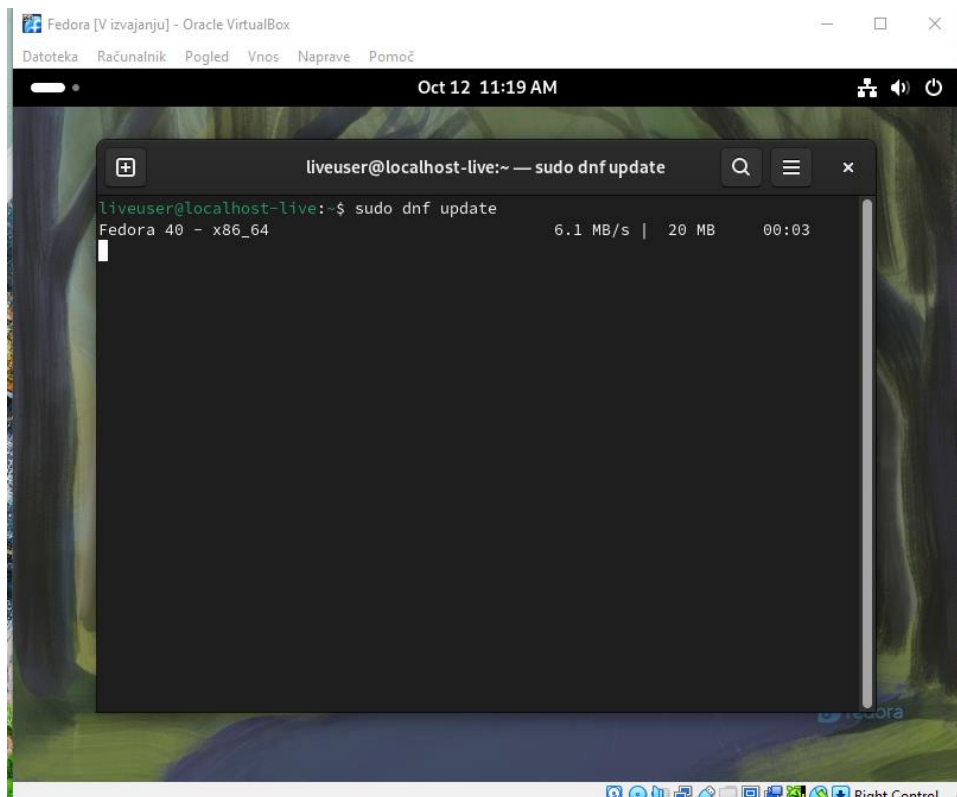 Fedora [V izvajanju] - Oracle VirtualBox
Datoteka Računalnik Pogled Vnos Naprave Pomoč
Oct 12 11:19 AM
liveuser@localhost-live:~ — sudo dnf update
liveuser@localhost-live:~$ sudo dnf update
Fedora 40 - x86_64 6.1 MB/s | 20 MB 00:03
fedora
Right Control